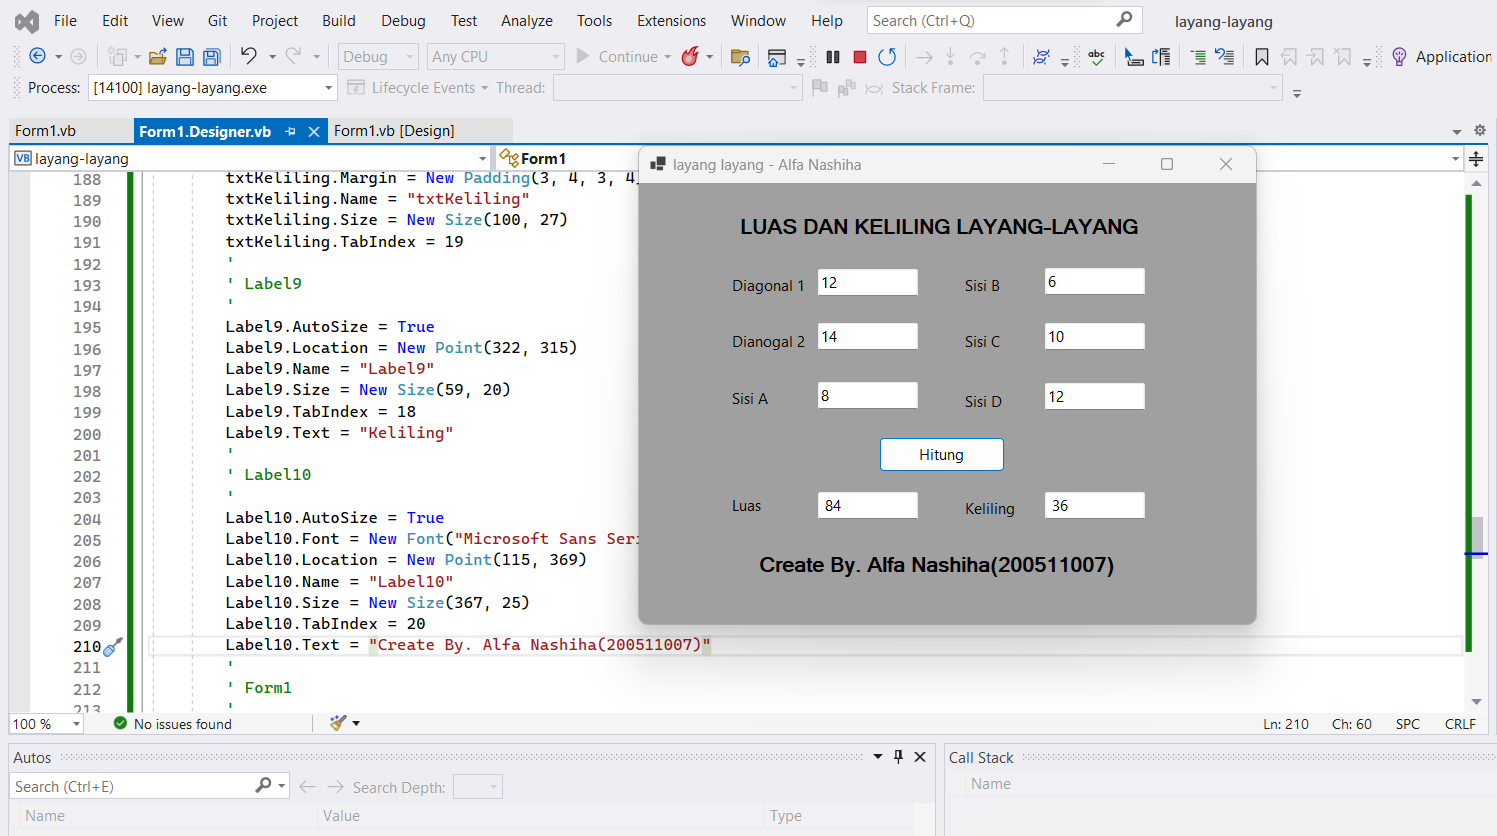 File Edit View Git Project Build Debug Test Analyze Tools Extensions Window Help Search (Ctrl+Q) layang-layang
Debug Any CPU Continue abc Application
Process: [14100] layang-layang.exe Lifecycle Events Thread: Stack Frame:
Form1.vb Form1.Designer.vb Form1.vb [Design]
VB layang-layang Form1
188 txtKeliling.Margin = New Padding(3, 4, 3, 4)
189 txtKeliling.Name = "txtKeliling"
190 txtKeliling.Size = New Size(100, 27)
191 txtKeliling.TabIndex = 19
192 '
193 ' Label9
194 '
195 Label9.AutoSize = True
196 Label9.Location = New Point(322, 315)
197 Label9.Name = "Label9"
198 Label9.Size = New Size(59, 20)
199 Label9.TabIndex = 18
200 Label9.Text = "Keliling"
201 '
202 ' Label10
203 '
204 Label10.AutoSize = True
205 Label10.Font = New Font("Microsoft Sans Seri
206 Label10.Location = New Point(115, 369)
207 Label10.Name = "Label10"
208 Label10.Size = New Size(367, 25)
209 Label10.TabIndex = 20
210 Label10.Text = "Create By. Alfa Nashiha(200511007)"
211 '
212 ' Form1
213 '
layang layang - Alfa Nashiha
LUAS DAN KELILING LAYANG-LAYANG
Diagonal 1 12 Sisi B 6
Dianogal 2 14 Sisi C 10
Sisi A 8 Sisi D 12
Hitung
Luas 84 Keliling 36
Create By. Alfa Nashiha(200511007)
100 % No issues found Ln: 210 Ch: 60 SPC CRLF
Autos
Search (Ctrl+E) Search Depth:
Name Value Type
Call Stack
Name